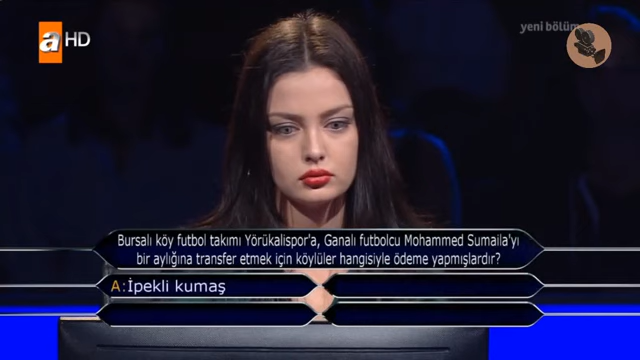 a HD
yeni bölüm
Bursalı köy futbol takımı Yörükalispor'a, Ganalı futbolcu Mohammed Sumaila'yı
bir aylığına transfer etmek için köylüler hangisiyle ödeme yapmışlardır?
A:İpekli kumaş